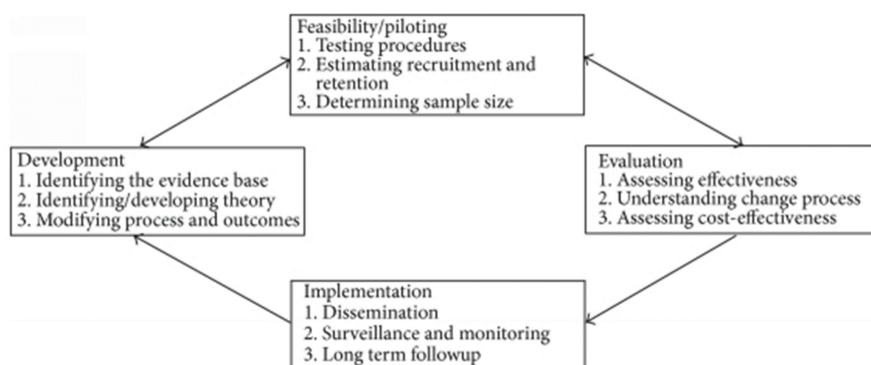 Feasibility/piloting
1. Testing procedures
2. Estimating recruitment and
retention
3. Determining sample size
Development
1. Identifying the evidence base
2. Identifying/developing theory
3. Modifying process and outcomes
Evaluation
1. Assessing effectiveness
2. Understanding change process
3. Assessing cost-effectiveness
Implementation
1. Dissemination
2. Surveillance and monitoring
3. Long term followup